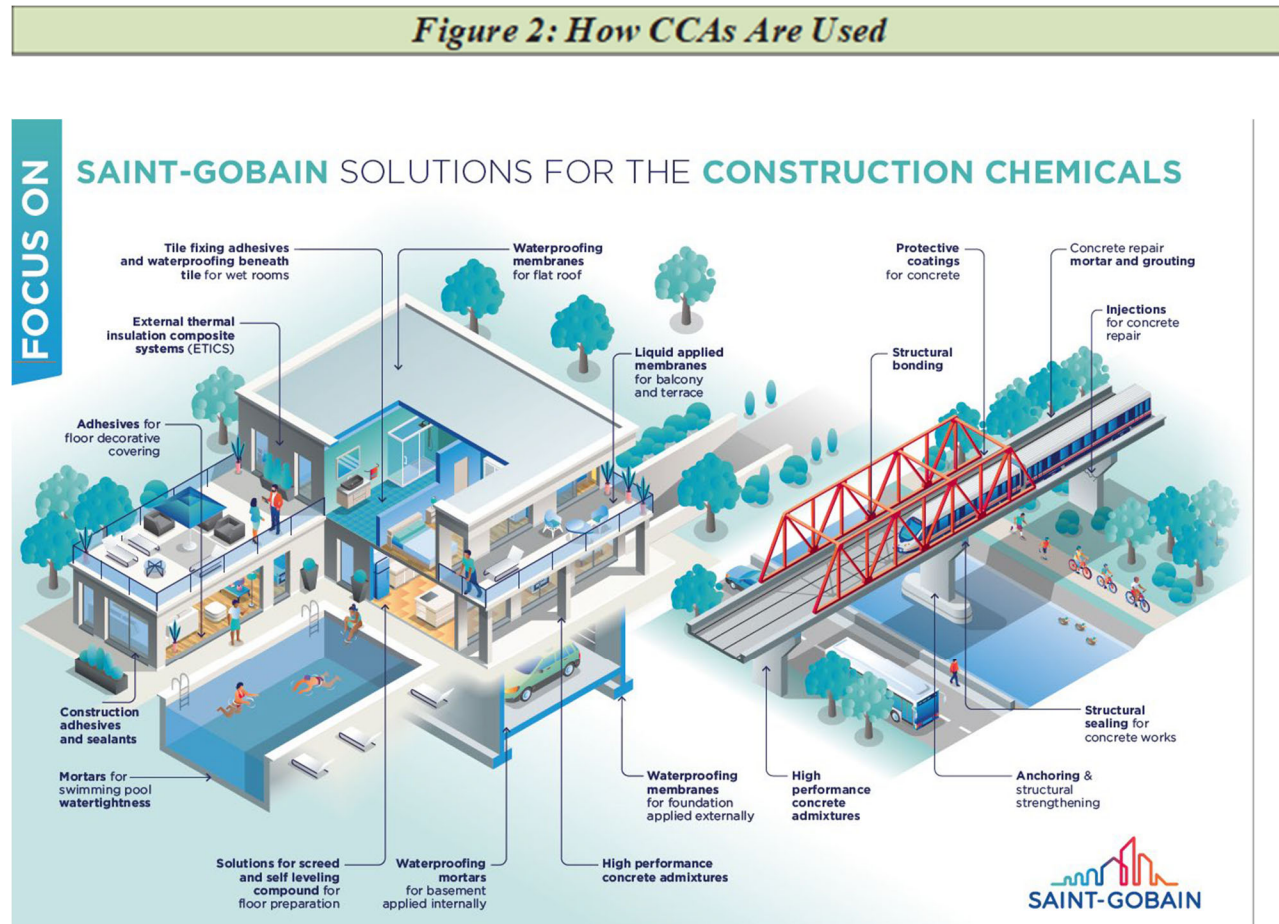 Figure 2: How CCAs Are Used
FOCUS ON
SAINT-GOBAIN SOLUTIONS FOR THE CONSTRUCTION CHEMICALS
Tile fixing adhesives
and waterproofing beneath
tile for wet rooms
Waterproofing
membranes
for flat roof
Protective
coatings
for concrete
Concrete repair
mortar and grouting
External thermal
insulation composite
systems (ETICS)
Injections
for concrete
repair
Liquid applied
membranes
for balcony
and terrace
Structural
bonding
Adhesives for
floor decorative
covering
Construction
adhesives
and sealants
Structural
sealing for
concrete works
Mortars for
swimming pool
watertightness
Waterproofing
membranes
for foundation
applied externally
High
performance
concrete
admixtures
Anchoring &
structural
strengthening
Solutions for screed
and self leveling
compound for
floor preparation
Waterproofing
mortars
for basement
applied internally
High performance
concrete admixtures
SAINT-GOBAIN